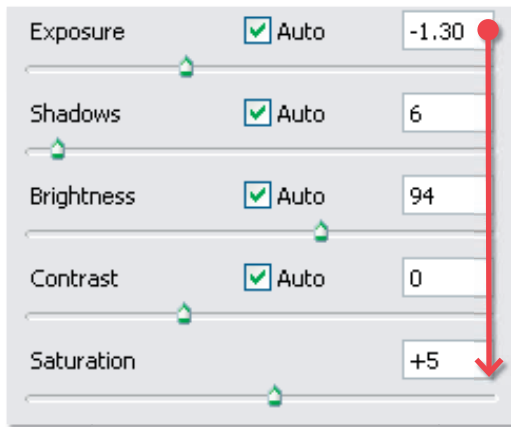 Exposure Auto -1.30
Shadows Auto 6
Brightness Auto 94
Contrast Auto 0
Saturation +5